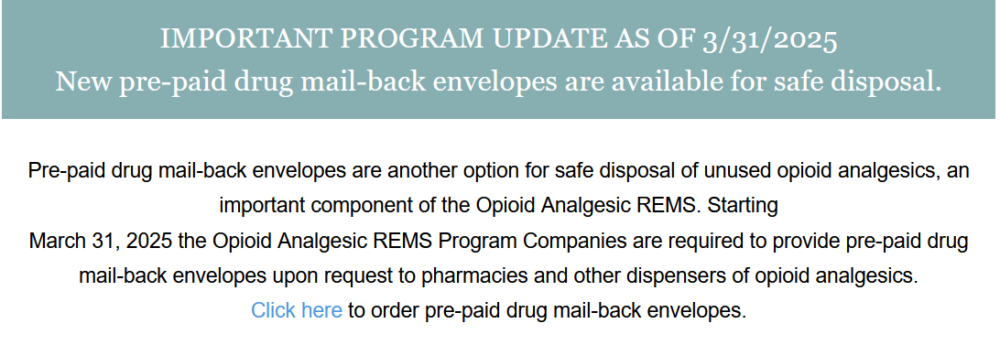 IMPORTANT PROGRAM UPDATE AS OF 3/31/2025
New pre-paid drug mail-back envelopes are available for safe disposal.
Pre-paid drug mail-back envelopes are another option for safe disposal of unused opioid analgesics, an
important component of the Opioid Analgesic REMS. Starting
March 31, 2025 the Opioid Analgesic REMS Program Companies are required to provide pre-paid drug
mail-back envelopes upon request to pharmacies and other dispensers of opioid analgesics.
Click here to order pre-paid drug mail-back envelopes.